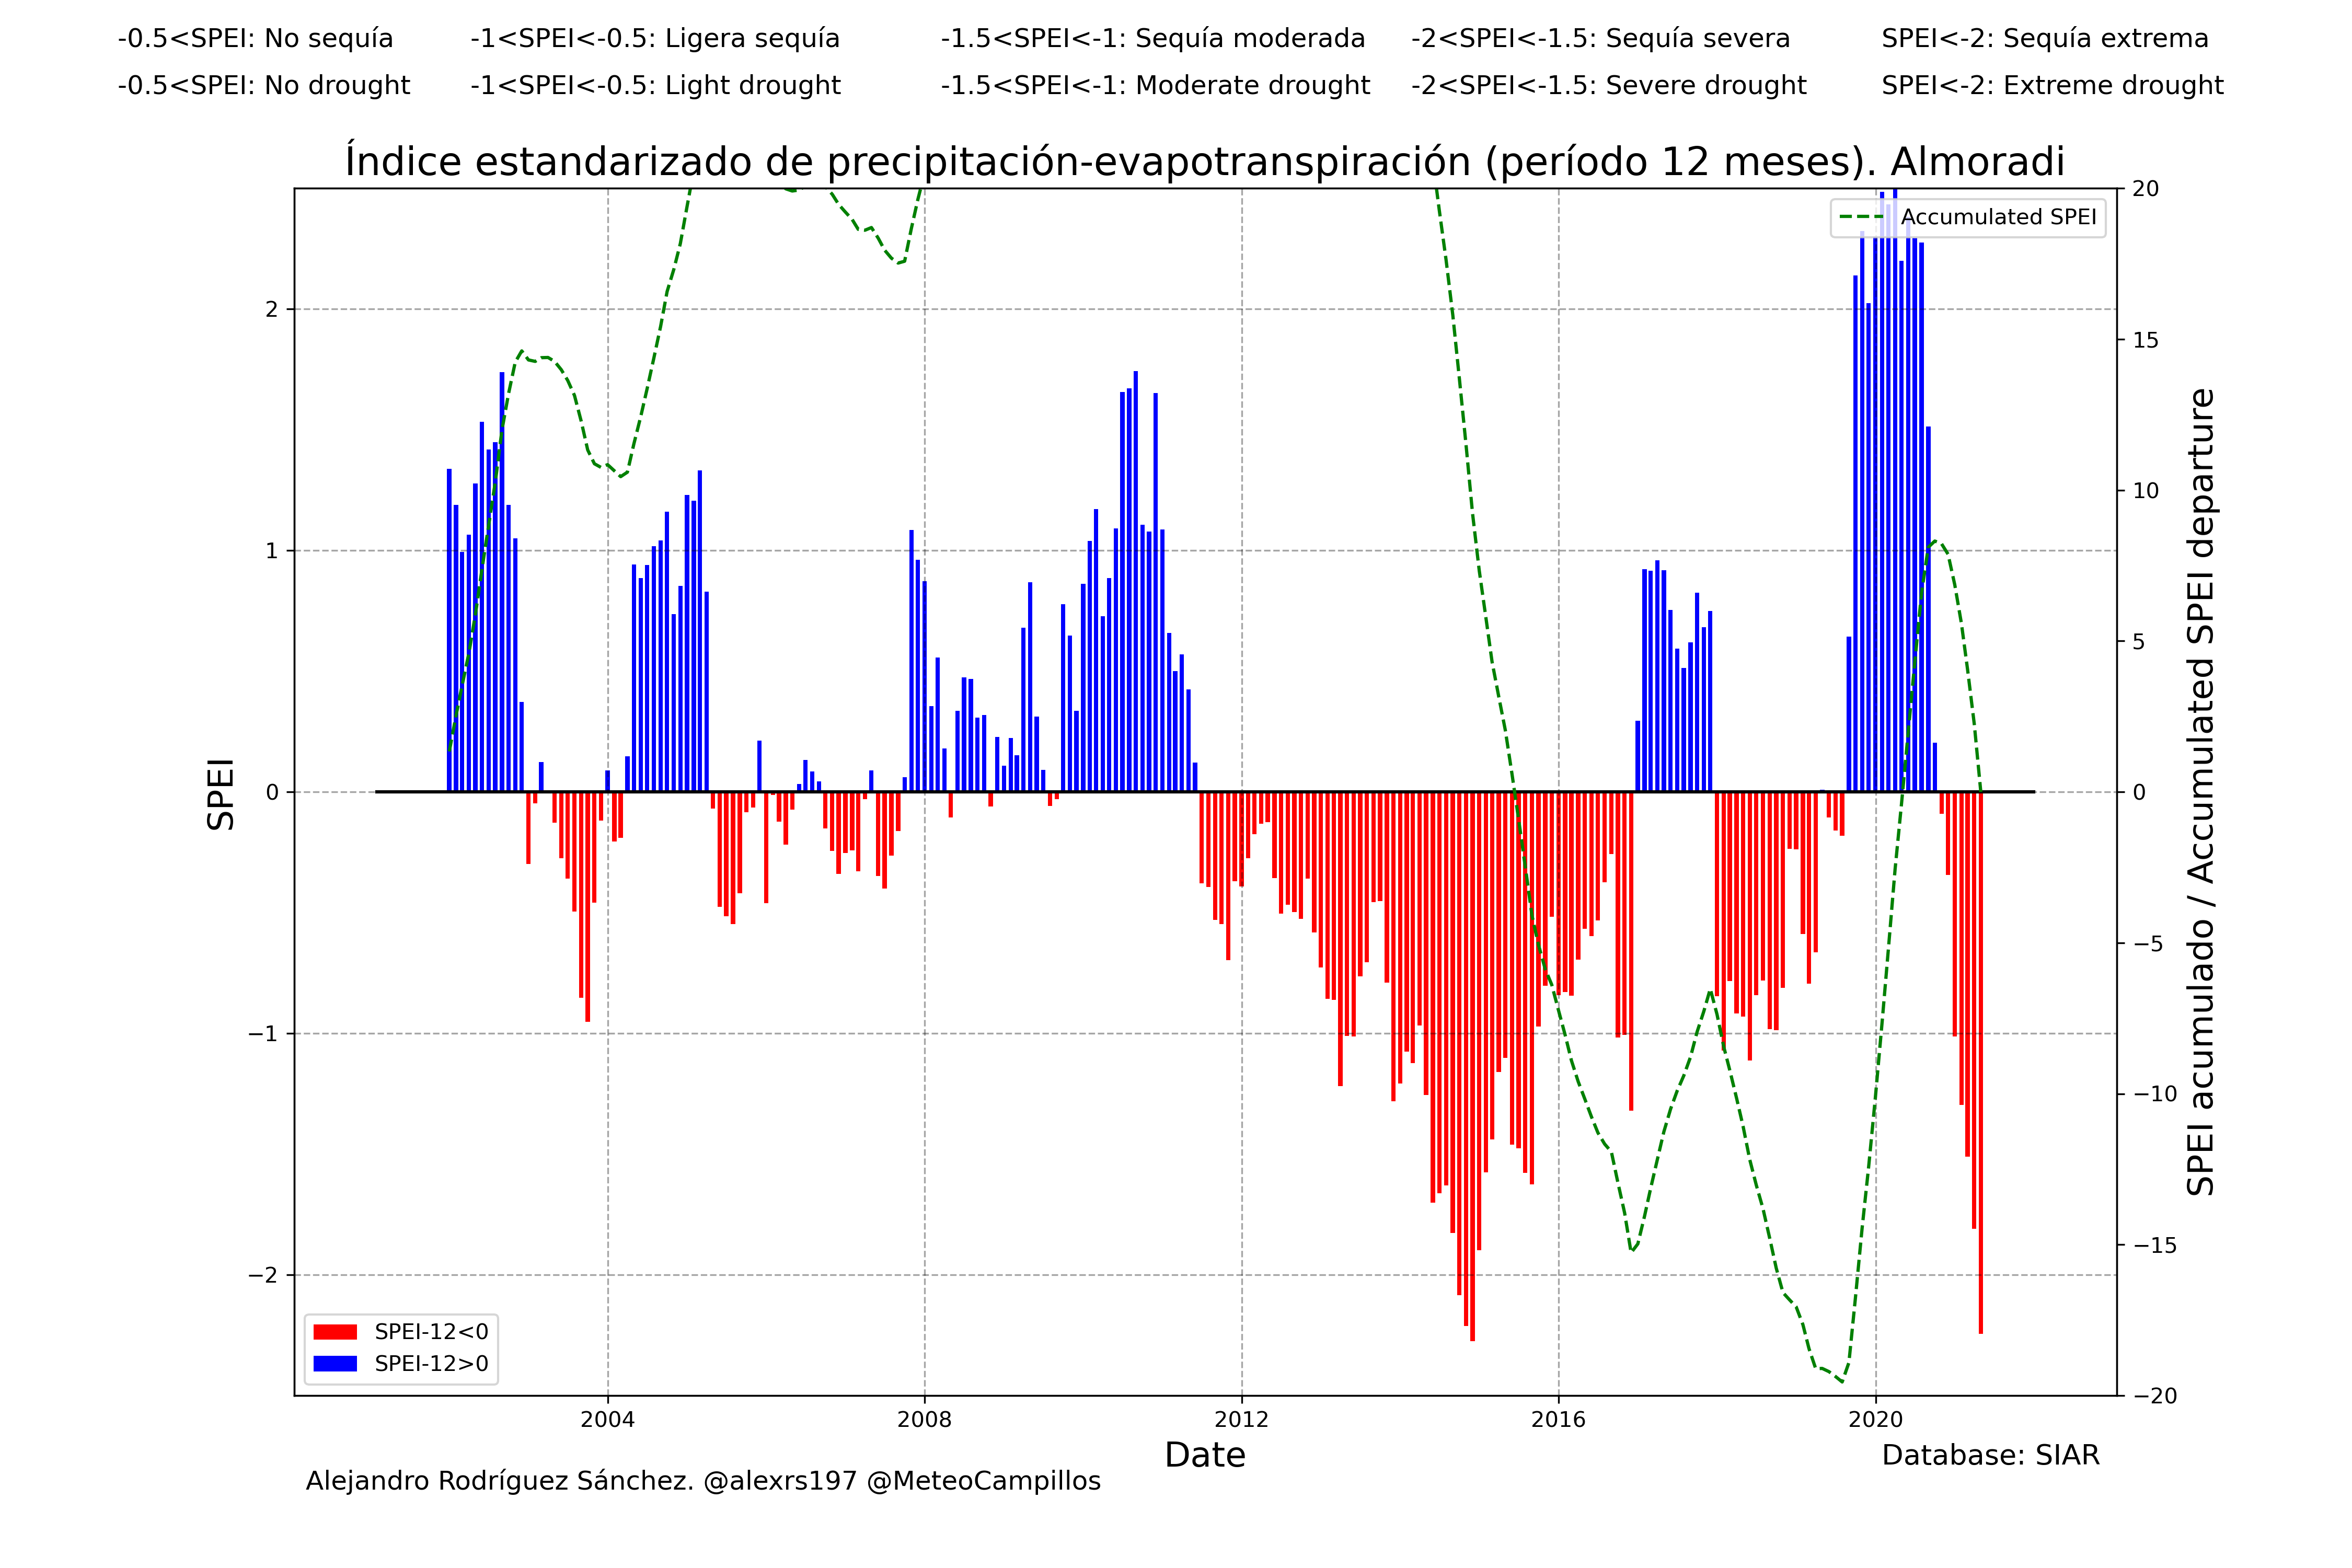 -0.5<SPEI: No sequía -1<SPEI<-0.5: Ligera sequía -1.5<SPEI<-1: Sequía moderada -2<SPEI<-1.5: Sequía severa SPEI<-2: Sequía extrema
-0.5<SPEI: No drought -1<SPEI<-0.5: Light drought -1.5<SPEI<-1: Moderate drought -2<SPEI<-1.5: Severe drought SPEI<-2: Extreme drought
Índice estandarizado de precipitación-evapotranspiración (período 12 meses). Almoradi
Accumulated SPEI
2
1
0
−1
−2
SPEI
20
15
10
5
0
−5
−10
−15
−20
SPEI acumulado / Accumulated SPEI departure
SPEI-12<0
SPEI-12>0
2004 2008 2012 2016 2020
Date
Database: SIAR
Alejandro Rodríguez Sánchez. @alexrs197 @MeteoCampillos